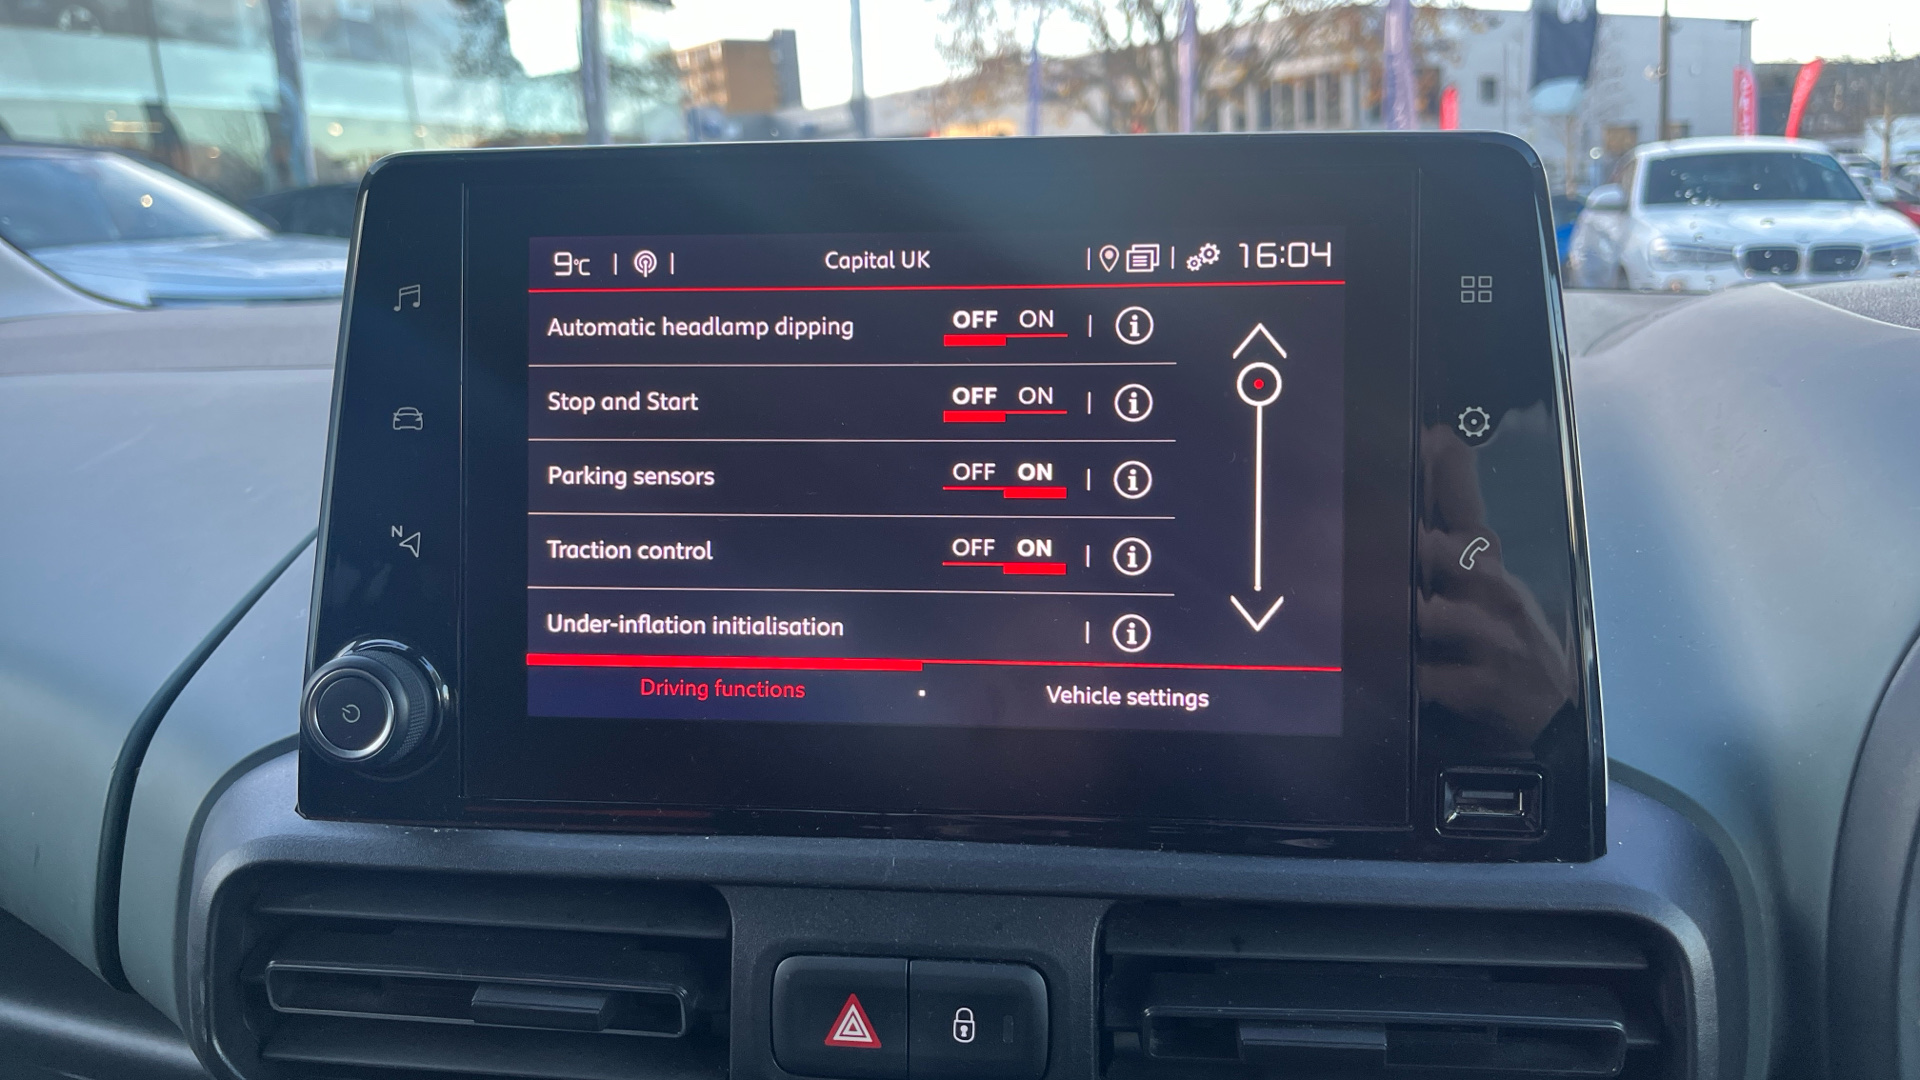 9°C Capital UK 16:04
Automatic headlamp dipping OFF ON
Stop and Start OFF ON
Parking sensors OFF ON
Traction control OFF ON
Under-inflation initialisation
Driving functions Vehicle settings
N